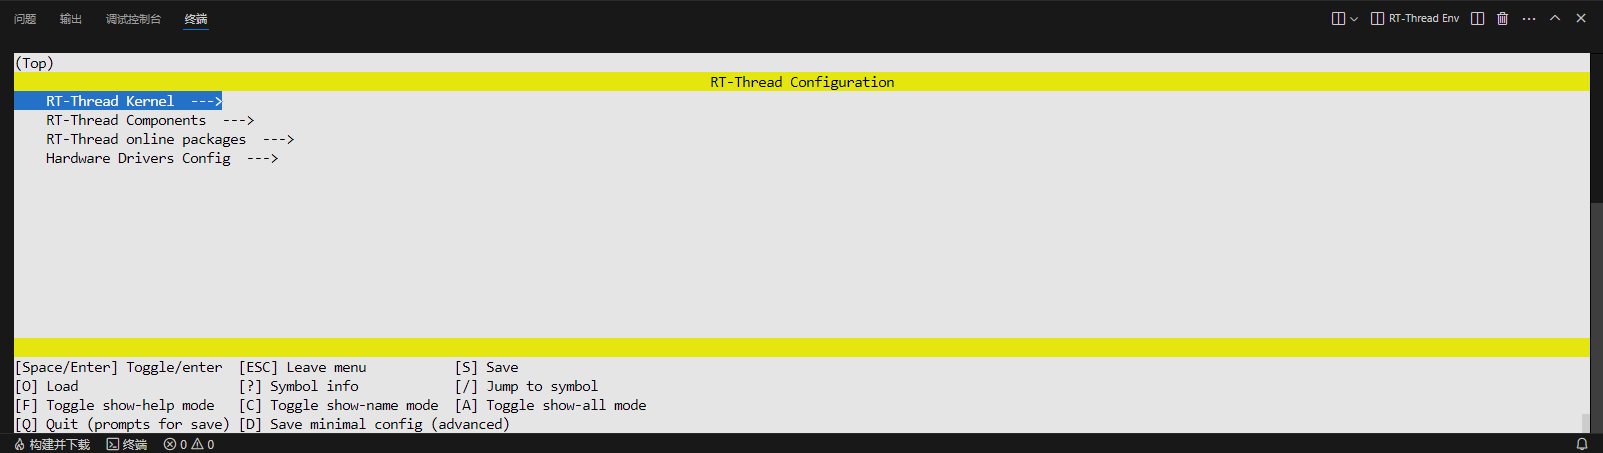 问题 输出 调试控制台 终端 RT-Thread Env
(Top)
RT-Thread Configuration
RT-Thread Kernel --->
RT-Thread Components --->
RT-Thread online packages --->
Hardware Drivers Config --->
[Space/Enter] Toggle/enter [ESC] Leave menu [S] Save
[O] Load [?] Symbol info [/] Jump to symbol
[F] Toggle show-help mode [C] Toggle show-name mode [A] Toggle show-all mode
[Q] Quit (prompts for save) [D] Save minimal config (advanced)
构建并下载 终端 0 0